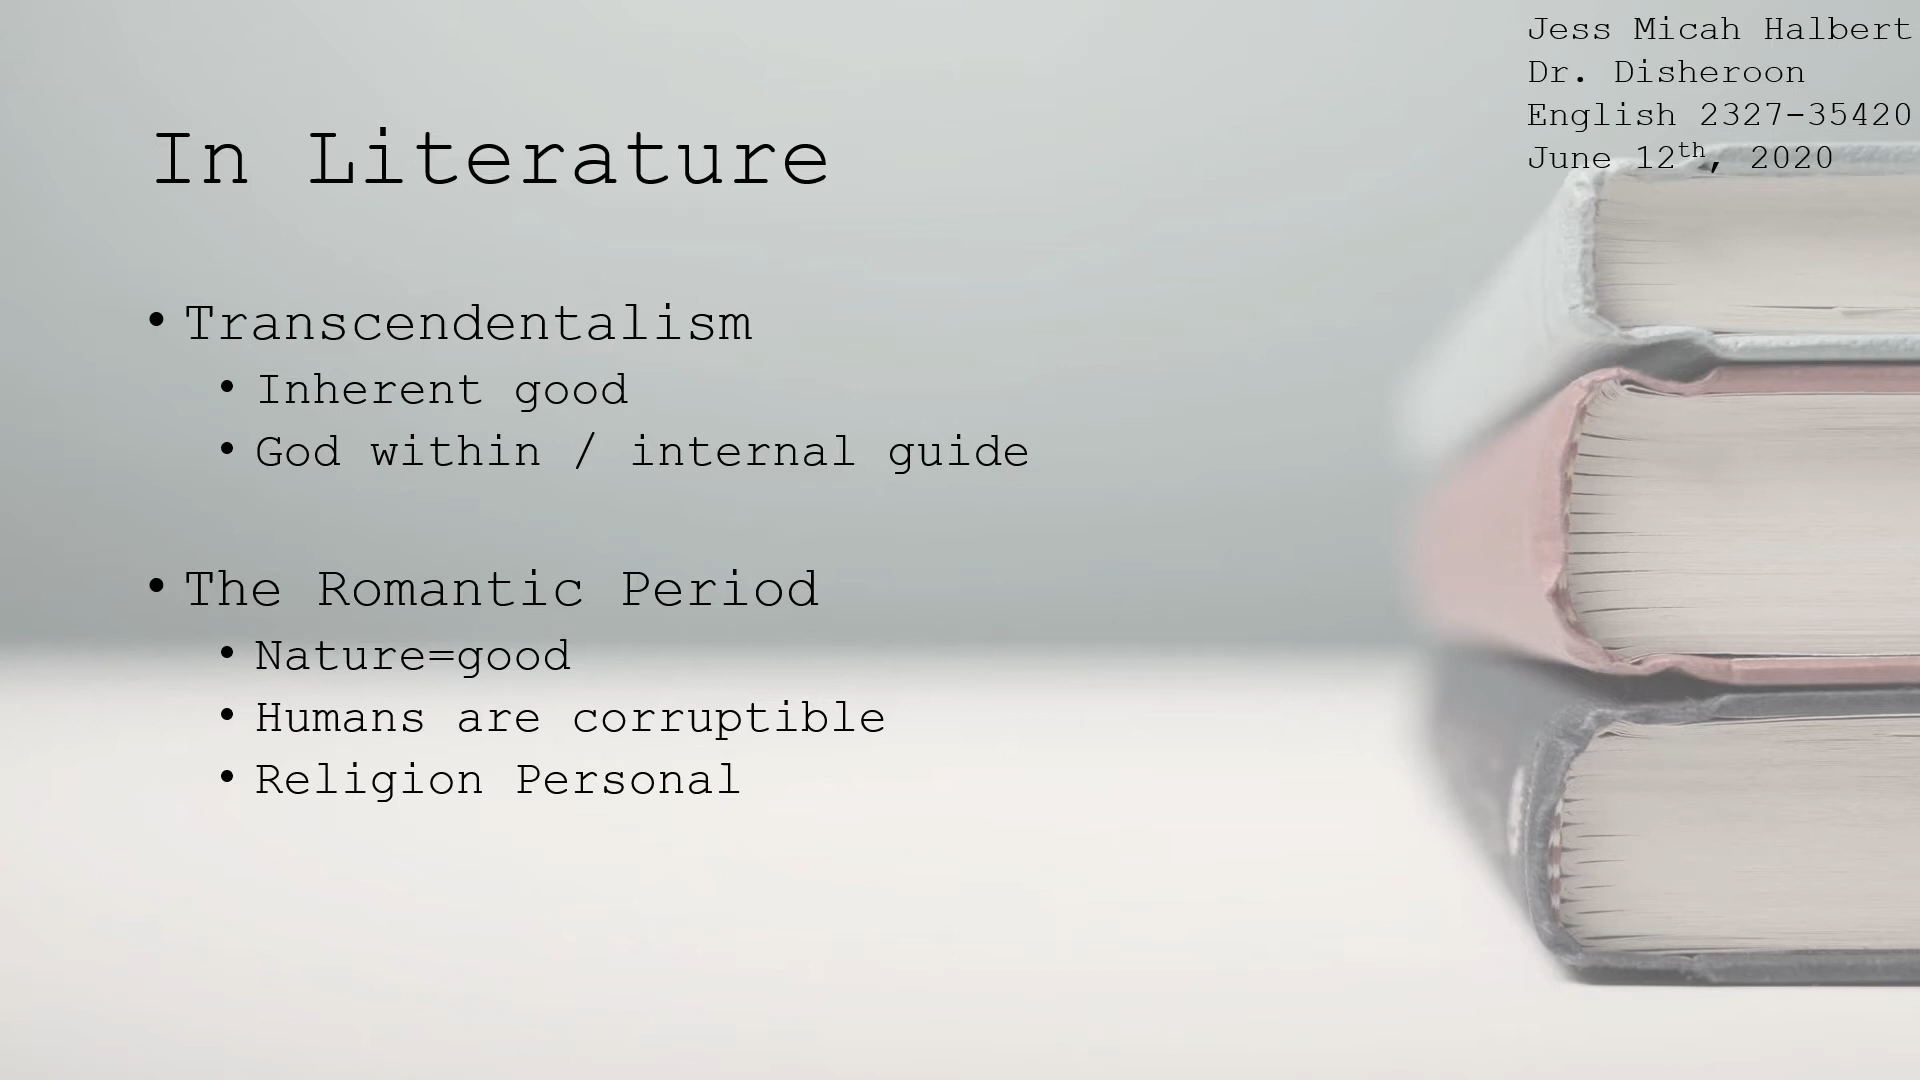 Jess Micah Halbert
Dr. Disheroon
English 2327-35420
June 12th, 2020
In Literature
• Transcendentalism
• Inherent good
• God within / internal guide
• The Romantic Period
• Nature=good
• Humans are corruptible
• Religion Personal